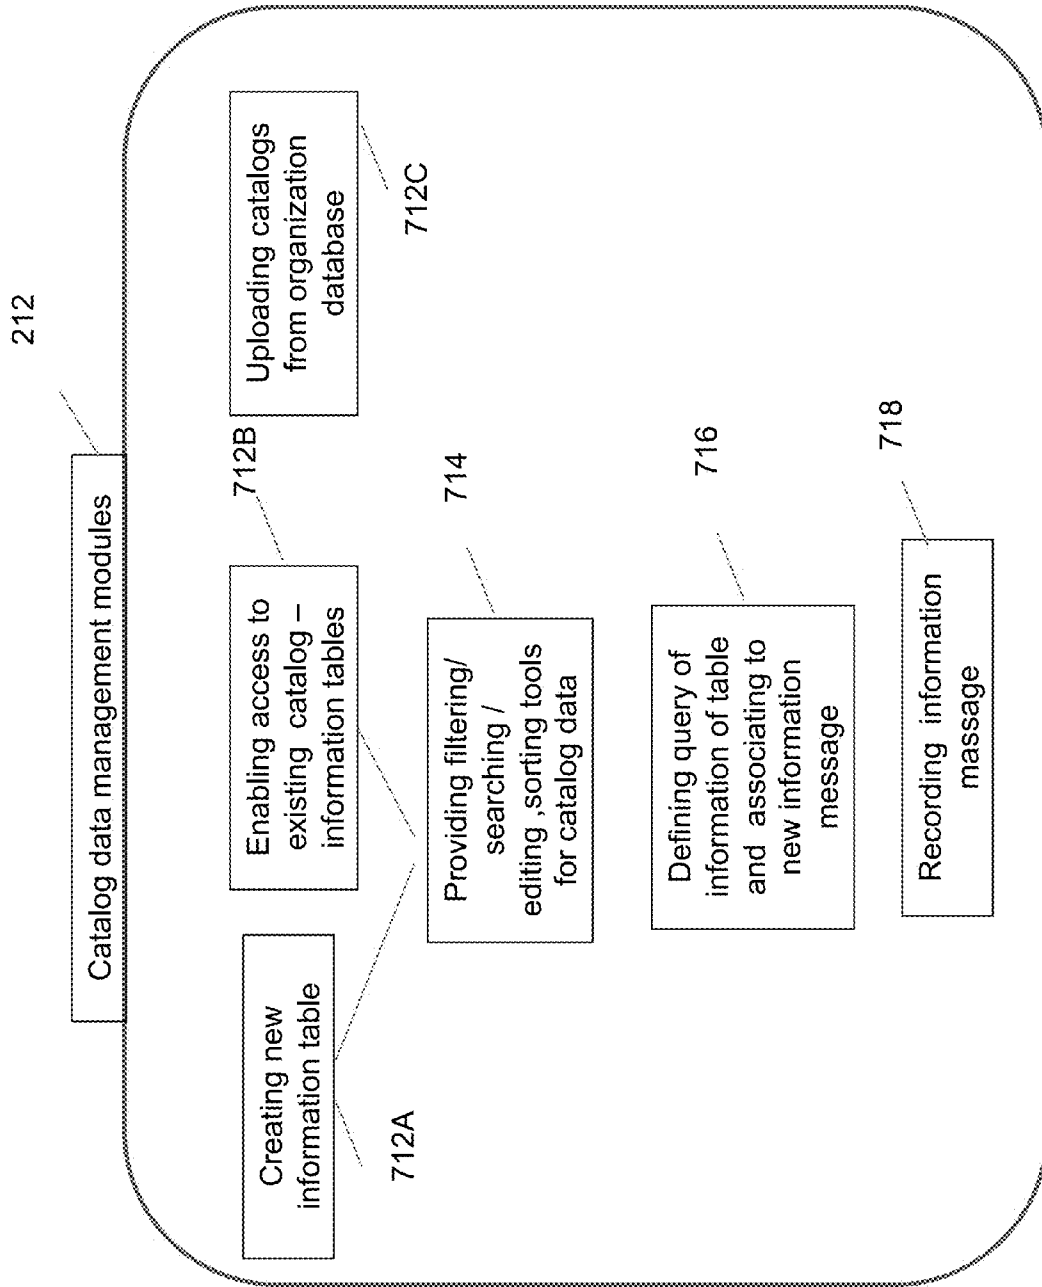 212
Catalog data management modules
Creating new
information table
712A
Enabling access to
existing catalog –
information tables
712B
Uploading catalogs
from organization
database
712C
Providing filtering/
searching /
editing ,sorting tools
for catalog data
714
Defining query of
information of table
and associating to
new information
message
716
Recording information
massage
718